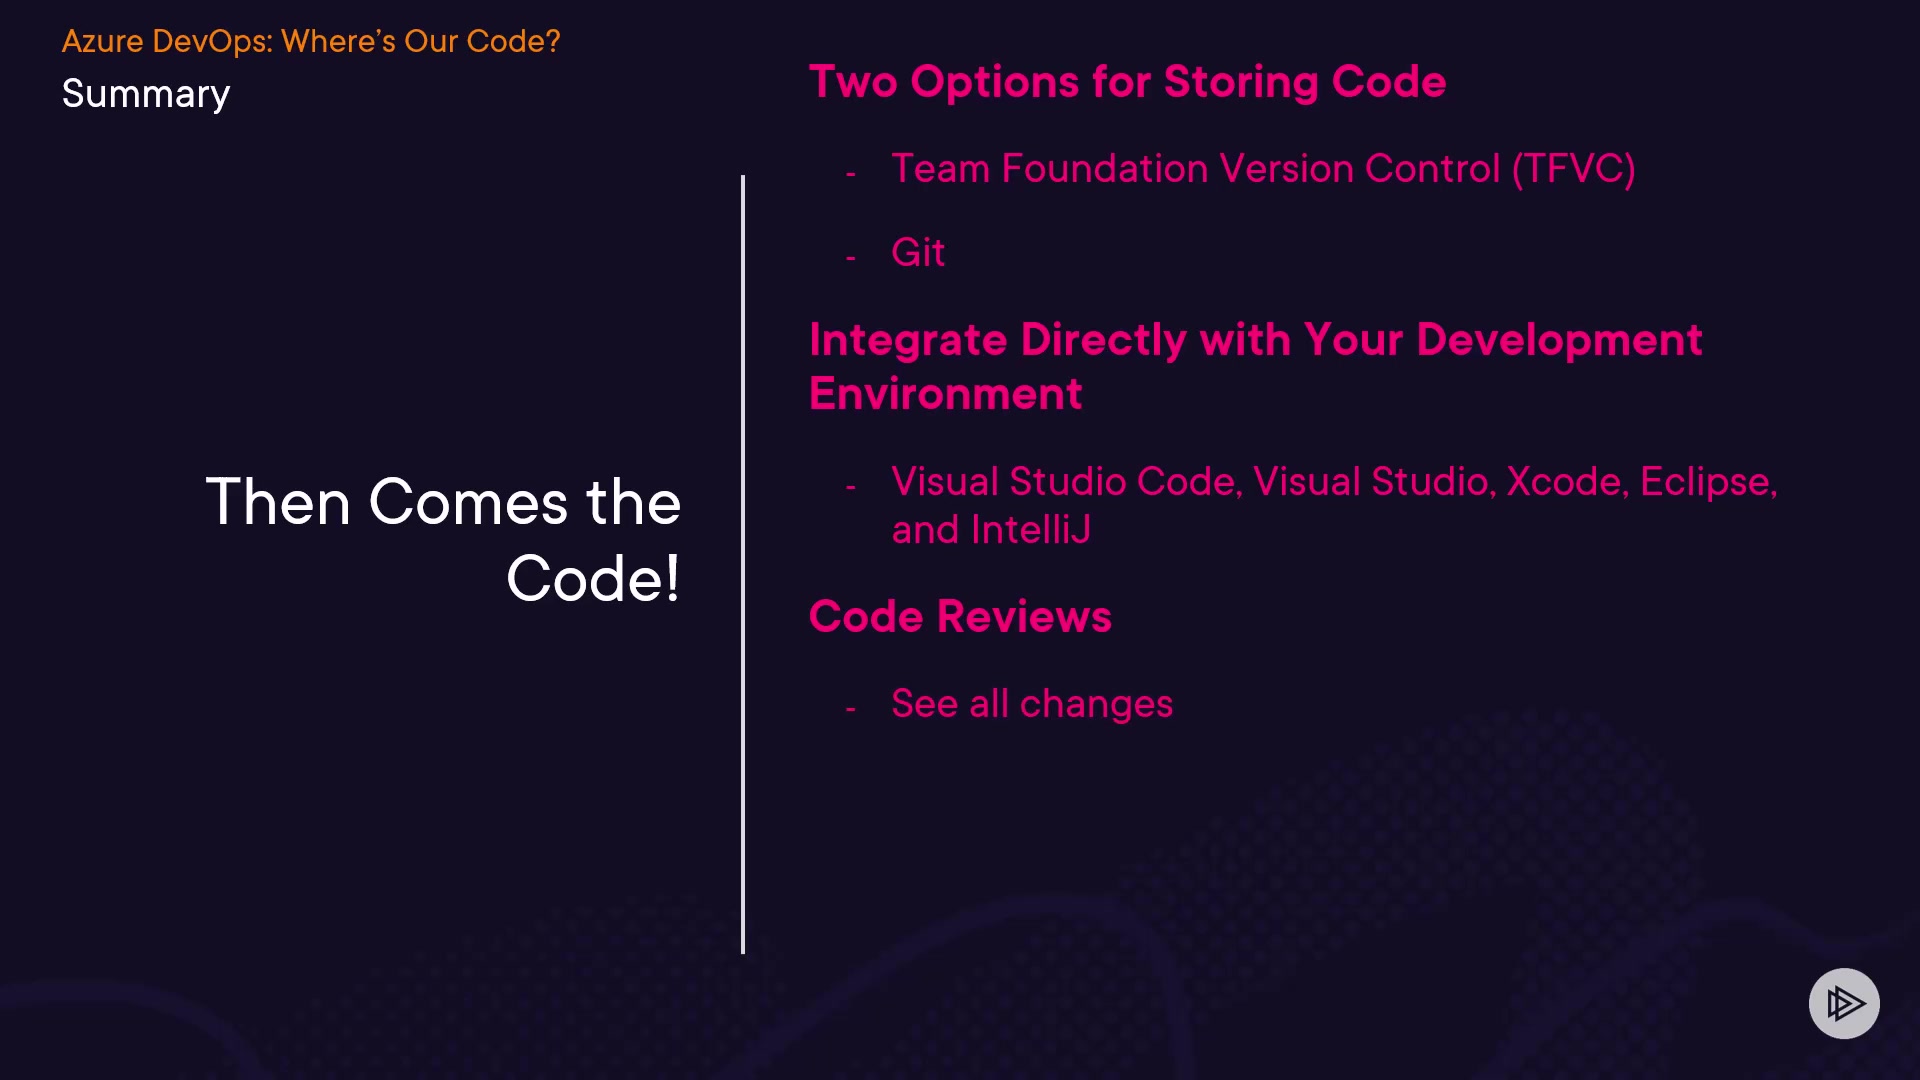 Azure DevOps: Where’s Our Code?
Summary
Then Comes the
Code!
Two Options for Storing Code
- Team Foundation Version Control (TFVC)
- Git
Integrate Directly with Your Development
Environment
- Visual Studio Code, Visual Studio, Xcode, Eclipse,
and IntelliJ
Code Reviews
- See all changes